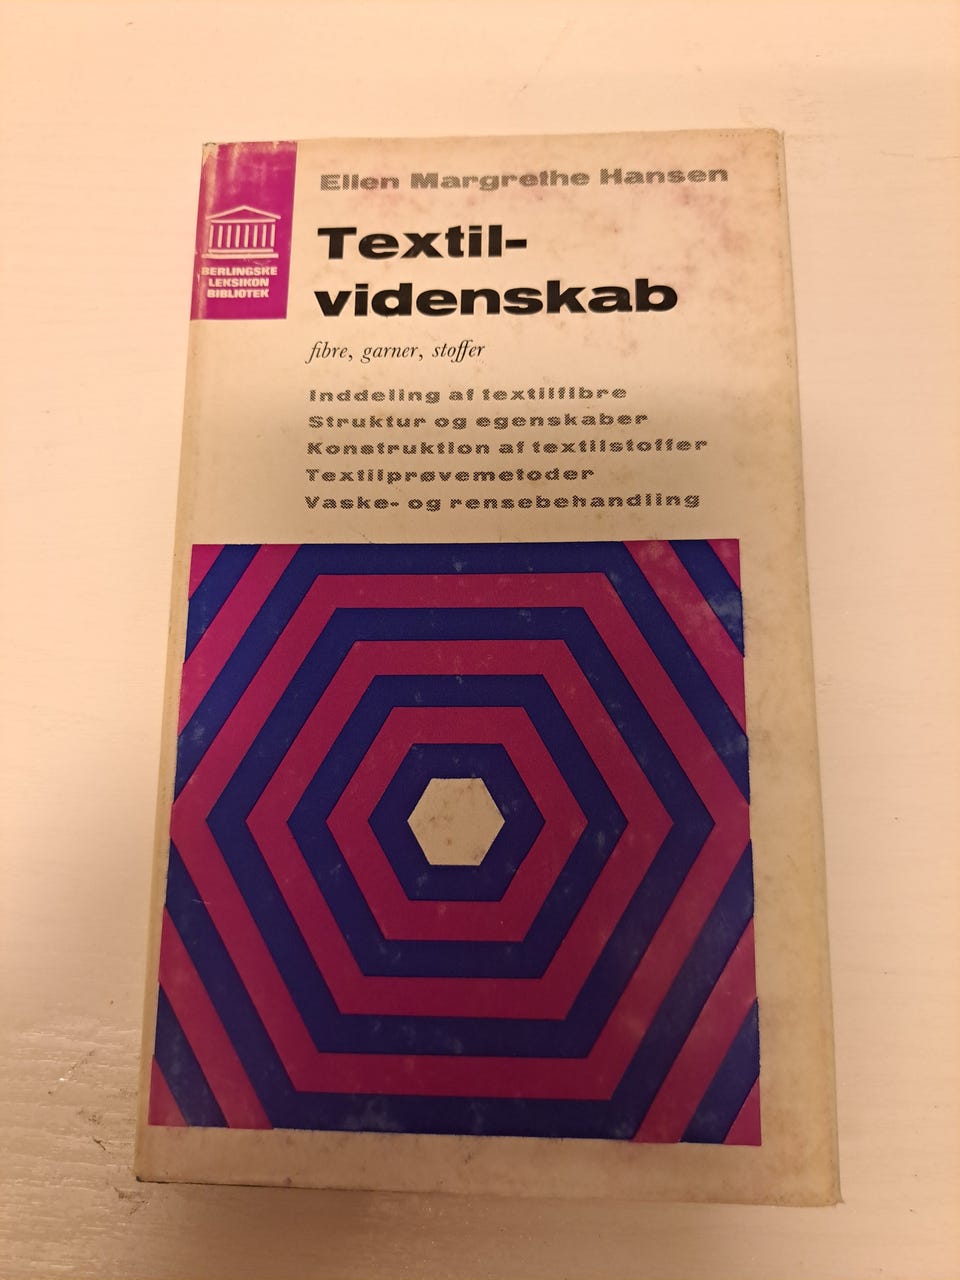 Ellen Margrethe Hansen
BERLINGSKE
LEKSIKON
BIBLIOTEK
Textil-
videnskab
fibre, garner, stoffer
Inddeling af textilfibre
Struktur og egenskaber
Konstruktion af textilstoffer
Textilprøvemetoder
Vaske- og rensebehandling